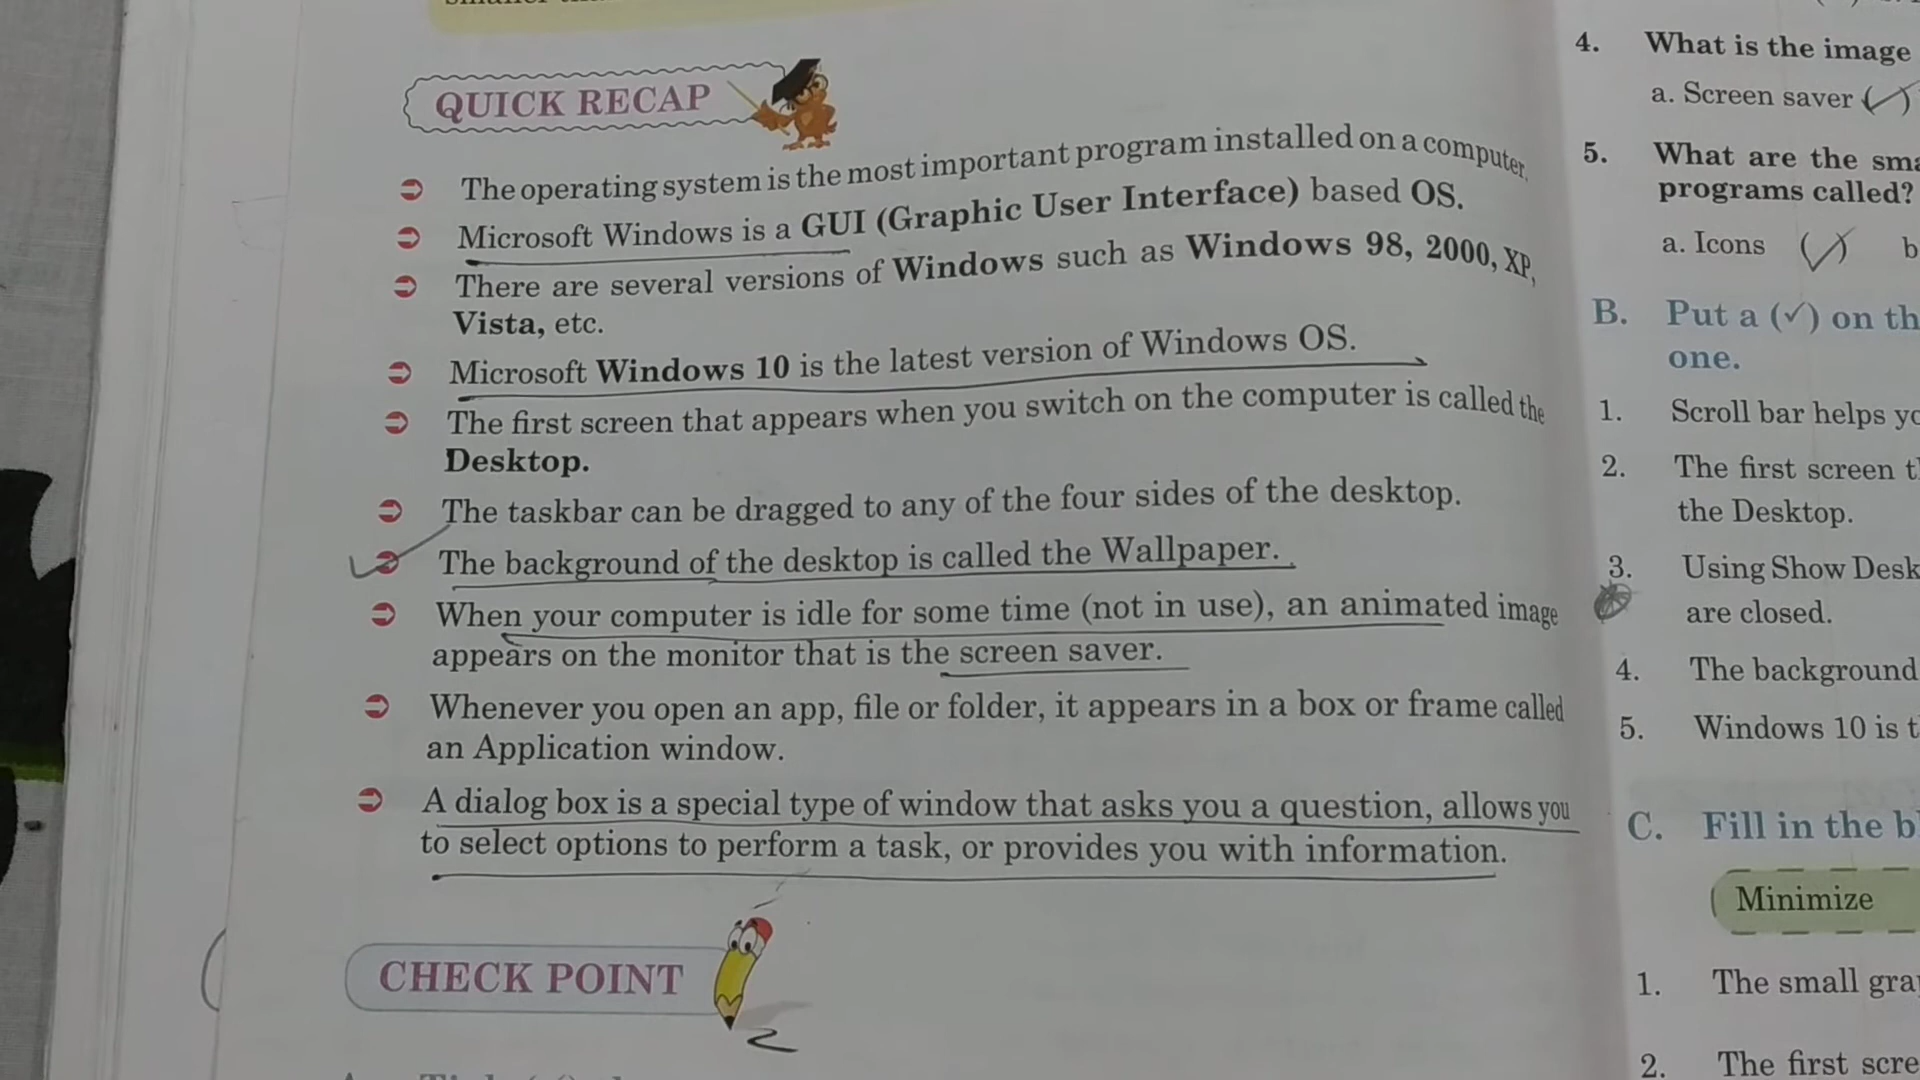 QUICK RECAP
The operating system is the most important program installed on a computer.
Microsoft Windows is a GUI (Graphic User Interface) based OS.
There are several versions of Windows such as Windows 98, 2000, XP,
Vista, etc.
Microsoft Windows 10 is the latest version of Windows OS.
The first screen that appears when you switch on the computer is called the
Desktop.
The taskbar can be dragged to any of the four sides of the desktop.
The background of the desktop is called the Wallpaper.
When your computer is idle for some time (not in use), an animated image
appears on the monitor that is the screen saver.
Whenever you open an app, file or folder, it appears in a box or frame called
an Application window.
A dialog box is a special type of window that asks you a question, allows you
to select options to perform a task, or provides you with information.
CHECK POINT
4. What is the image
a. Screen saver (✓)
5. What are the sma
programs called?
a. Icons (✓) b
B. Put a (✓) on th
one.
1. Scroll bar helps yo
2. The first screen t
the Desktop.
3. Using Show Desk
are closed.
4. The background
5. Windows 10 is t
C. Fill in the b
Minimize
1. The small gra
2. The first scre